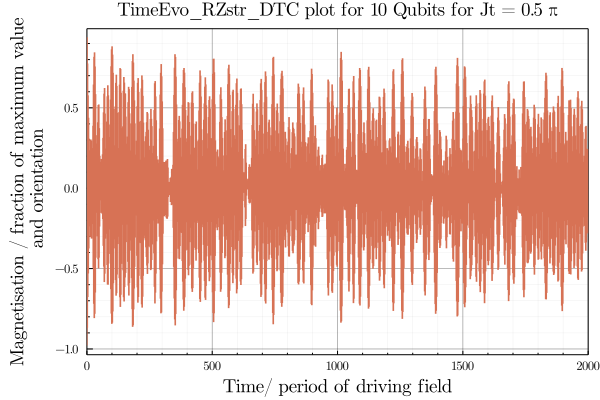 TimeEvo_RZstr_DTC plot for 10 Qubits for Jt = 0.5 π
Magnetisation / fraction of maximum value
and orientation
0.5
0.0
−0.5
−1.0
0 500 1000 1500 2000
Time/ period of driving field